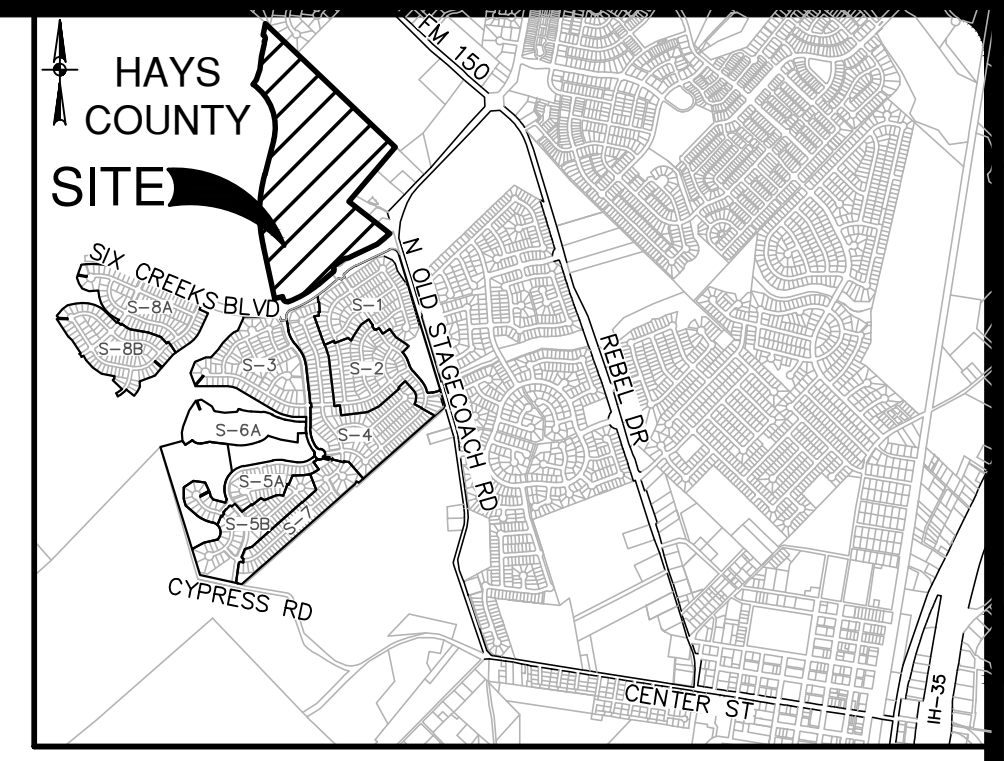 FM 150
HAYS
COUNTY
SITE
SIX CREEKS BLVD
S-8A
S-8B
S-1
S-3
S-2
S-6A
S-4
S-5A
S-5B
S-7
N OLD STAGECOACH RD
REBEL DR
CYPRESS RD
CENTER ST
IH-35